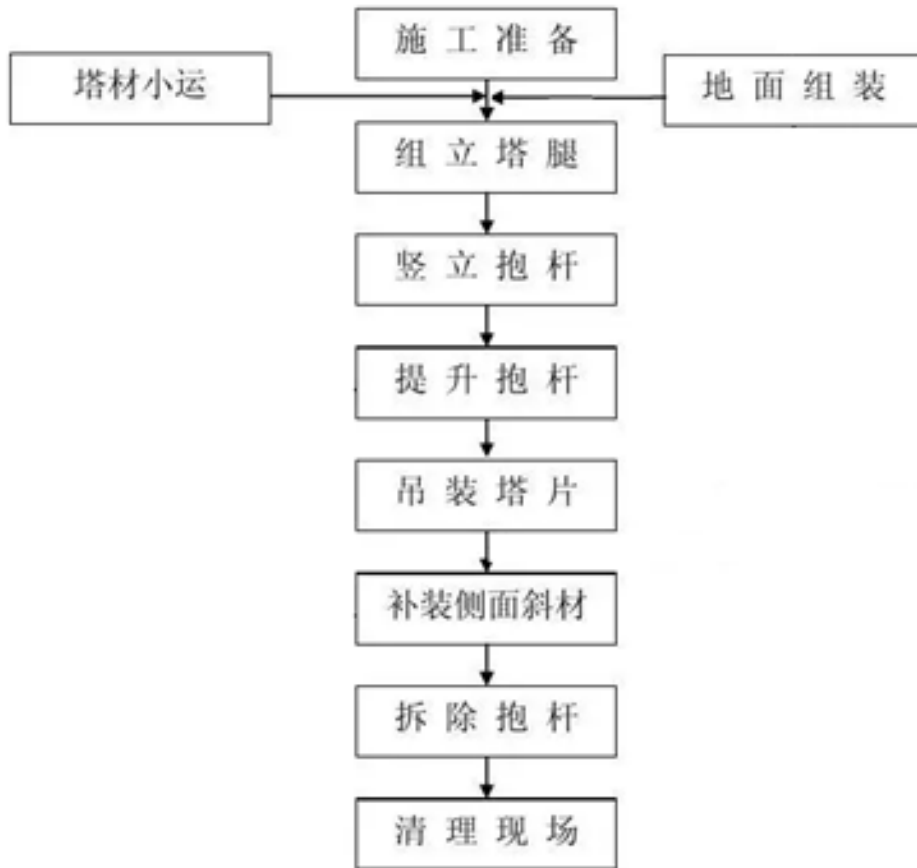 施工准备
塔材小运
地面组装
组立塔腿
竖立抱杆
提升抱杆
吊装塔片
补装侧面斜材
拆除抱杆
清理现场